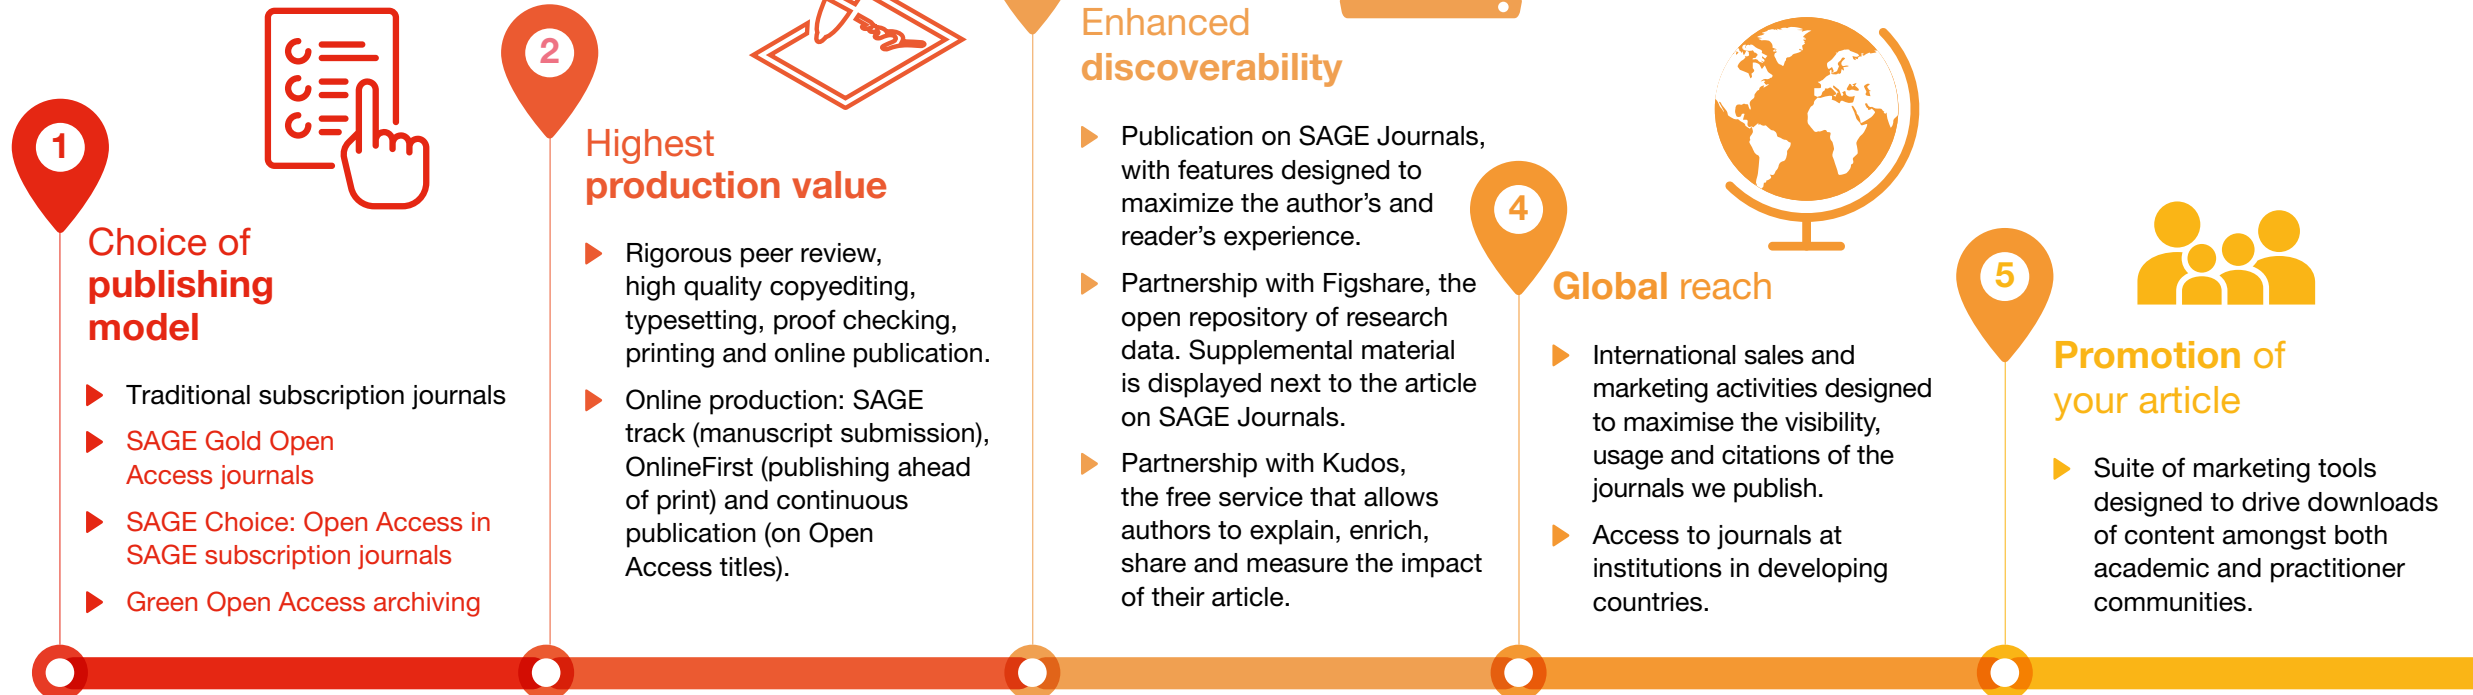 1
Choice of
publishing
model
Traditional subscription journals
SAGE Gold Open
Access journals
SAGE Choice: Open Access in
SAGE subscription journals
Green Open Access archiving
2
Highest
production value
Rigorous peer review,
high quality copyediting,
typesetting, proof checking,
printing and online publication.
Online production: SAGE
track (manuscript submission),
OnlineFirst (publishing ahead
of print) and continuous
publication (on Open
Access titles).
Enhanced
discoverability
Publication on SAGE Journals,
with features designed to
maximize the author’s and
reader’s experience.
Partnership with Figshare, the
open repository of research
data. Supplemental material
is displayed next to the article
on SAGE Journals.
Partnership with Kudos,
the free service that allows
authors to explain, enrich,
share and measure the impact
of their article.
4
Global reach
International sales and
marketing activities designed
to maximise the visibility,
usage and citations of the
journals we publish.
Access to journals at
institutions in developing
countries.
5
Promotion of
your article
Suite of marketing tools
designed to drive downloads
of content amongst both
academic and practitioner
communities.